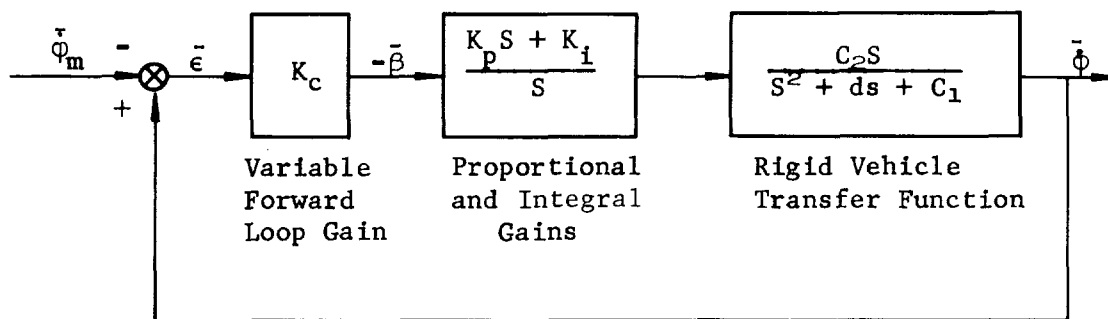 φ̄̇m - ε̄ Kc -β̄ KpS + Ki C₂S φ̄̇
+ S S² + ds + C₁
Variable Proportional Rigid Vehicle
Forward and Integral Transfer Function
Loop Gain Gains